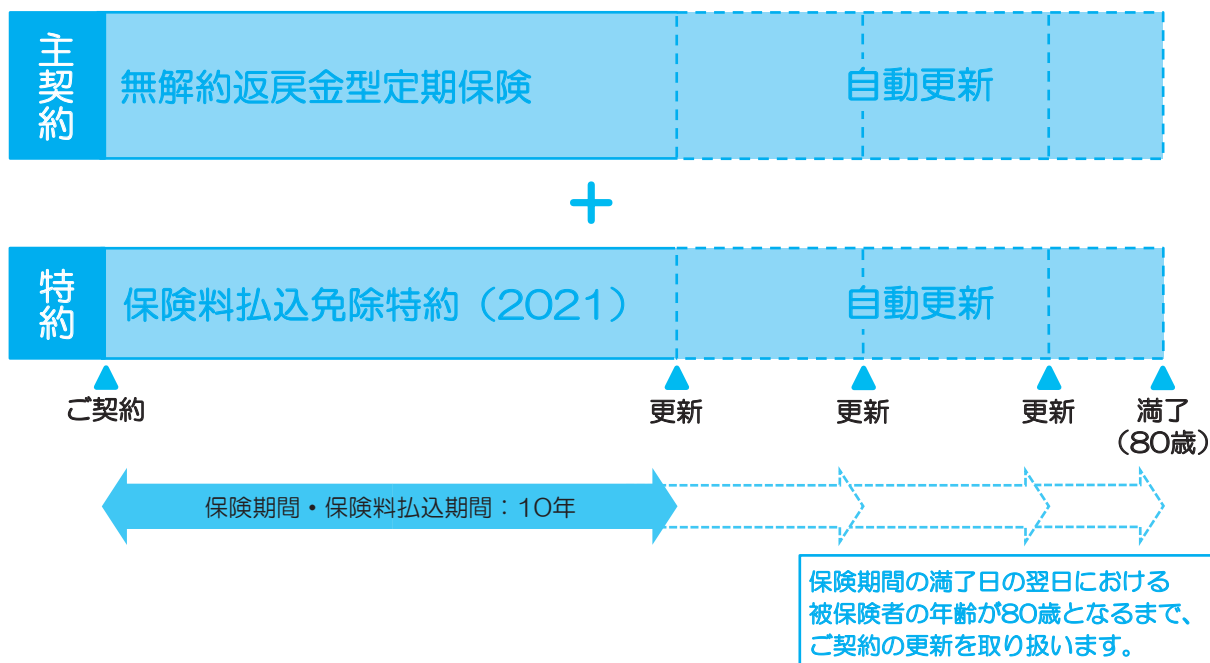 主契約
無解約返戻金型定期保険
自動更新
+
特約
保険料払込免除特約（2021）
自動更新
ご契約
更新
更新
更新
満了
（80歳）
保険期間・保険料払込期間：10年
保険期間の満了日の翌日における
被保険者の年齢が80歳となるまで、
ご契約の更新を取り扱います。